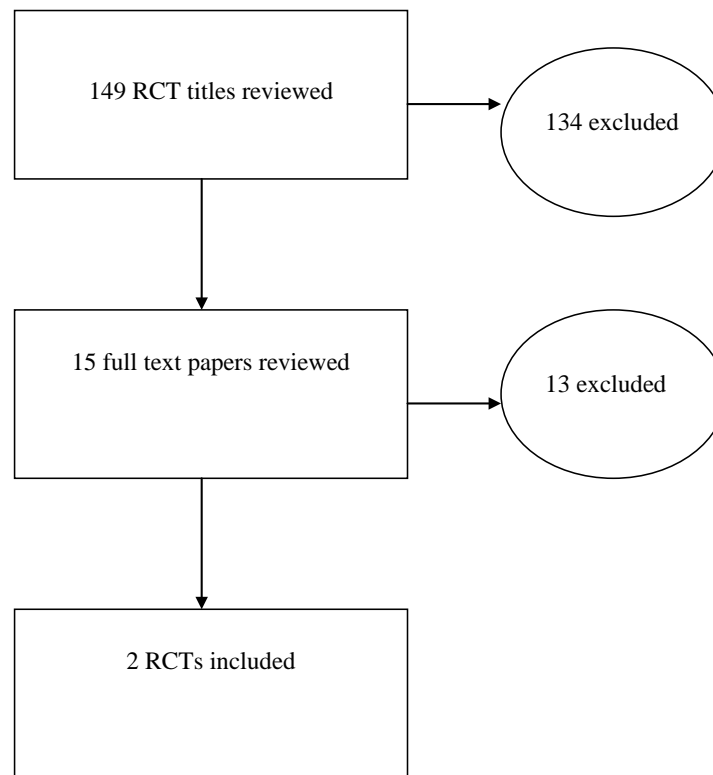 149 RCT titles reviewed
134 excluded
15 full text papers reviewed
13 excluded
2 RCTs included